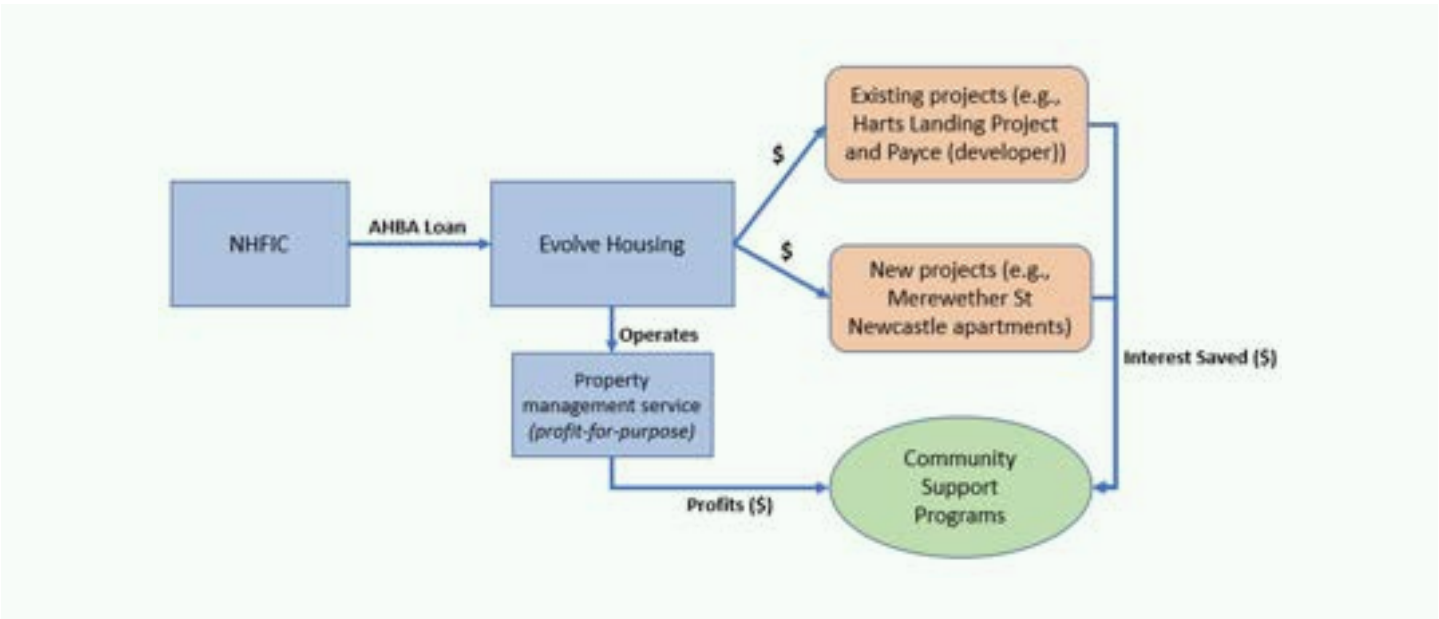 NHFIC
AHBA Loan
Evolve Housing
$
Existing projects (e.g.,
Harts Landing Project
and Payce (developer))
$
New projects (e.g.,
Merewether St
Newcastle apartments)
Operates
Property
management service
(profit-for-purpose)
Interest Saved ($)
Profits ($)
Community
Support
Programs